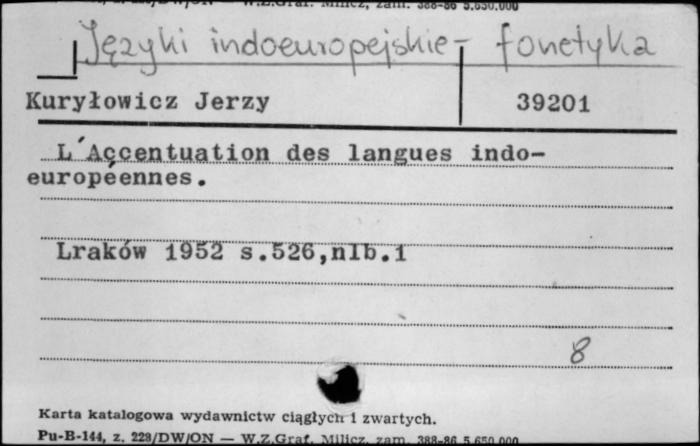 Języki indoeuropejskie - fonetyka
Kuryłowicz Jerzy 39201
L´Accentuation des langues indo-
européennes.
Lraków 1952 s.526,nlb.1
8
Karta katalogowa wydawnictw ciągłych i zwartych.
Pu-B-144, z. 223/DW/ON — W.Z.Graf. Milicz, zam. 388-86 5.650.000